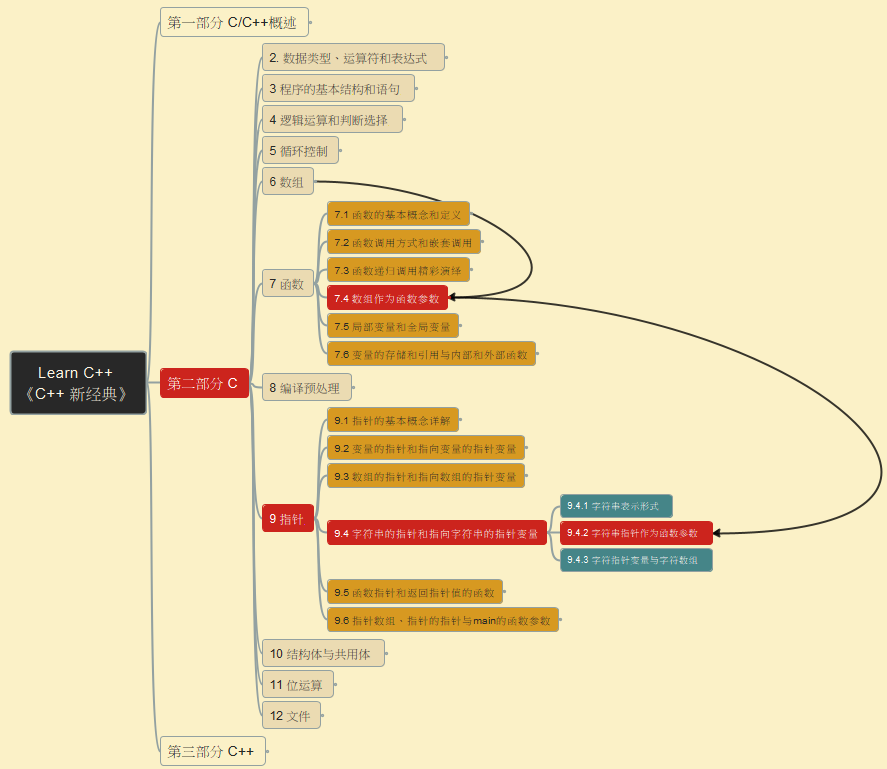 第一部分 C/C++概述
2. 数据类型、运算符和表达式
3 程序的基本结构和语句
4 逻辑运算和判断选择
5 循环控制
6 数组
7.1 函数的基本概念和定义
7.2 函数调用方式和嵌套调用
7.3 函数递归调用精彩演绎
7 函数
7.4 数组作为函数参数
7.5 局部变量和全局变量
7.6 变量的存储和引用与内部和外部函数
Learn C++
《C++ 新经典》
第二部分 C
8 编译预处理
9.1 指针的基本概念详解
9.2 变量的指针和指向变量的指针变量
9.3 数组的指针和指向数组的指针变量
9 指针
9.4 字符串的指针和指向字符串的指针变量
9.4.1 字符串表示形式
9.4.2 字符串指针作为函数参数
9.4.3 字符指针变量与字符数组
9.5 函数指针和返回指针值的函数
9.6 指针数组、指针的指针与main的函数参数
10 结构体与共用体
11 位运算
12 文件
第三部分 C++